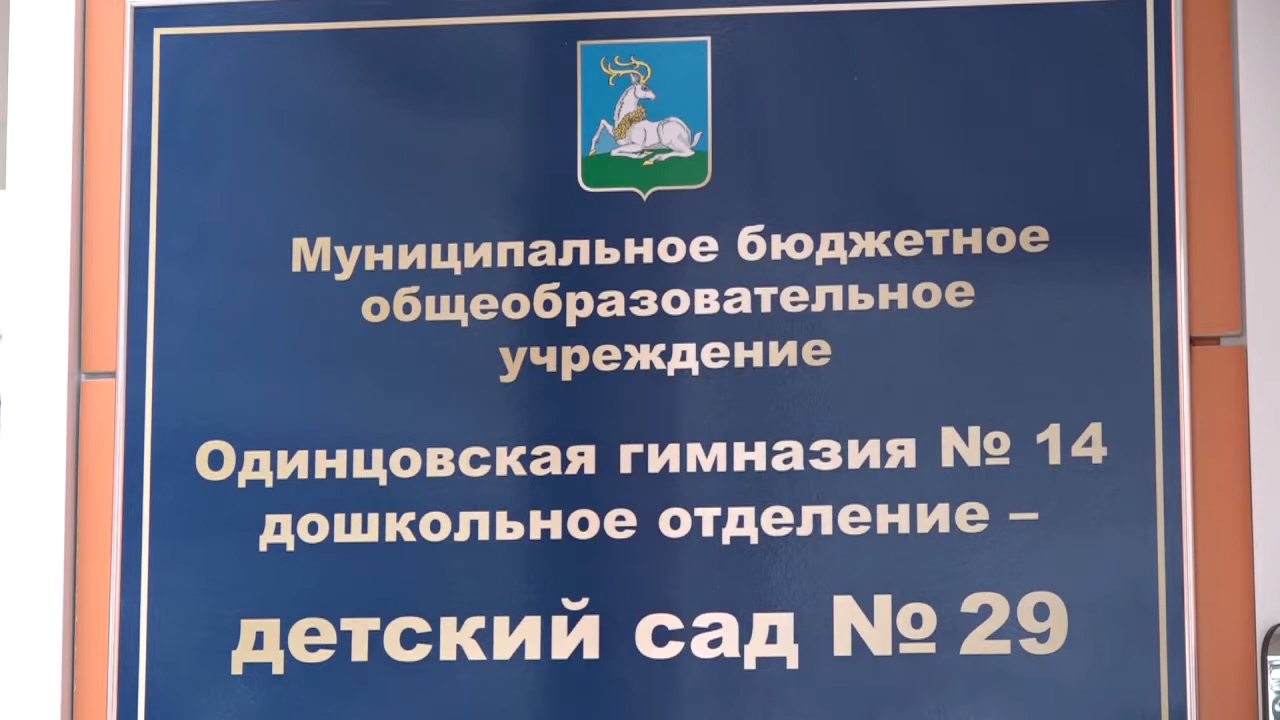 Муниципальное бюджетное
общеобразовательное
учреждение
Одинцовская гимназия № 14
дошкольное отделение –
детский сад № 29